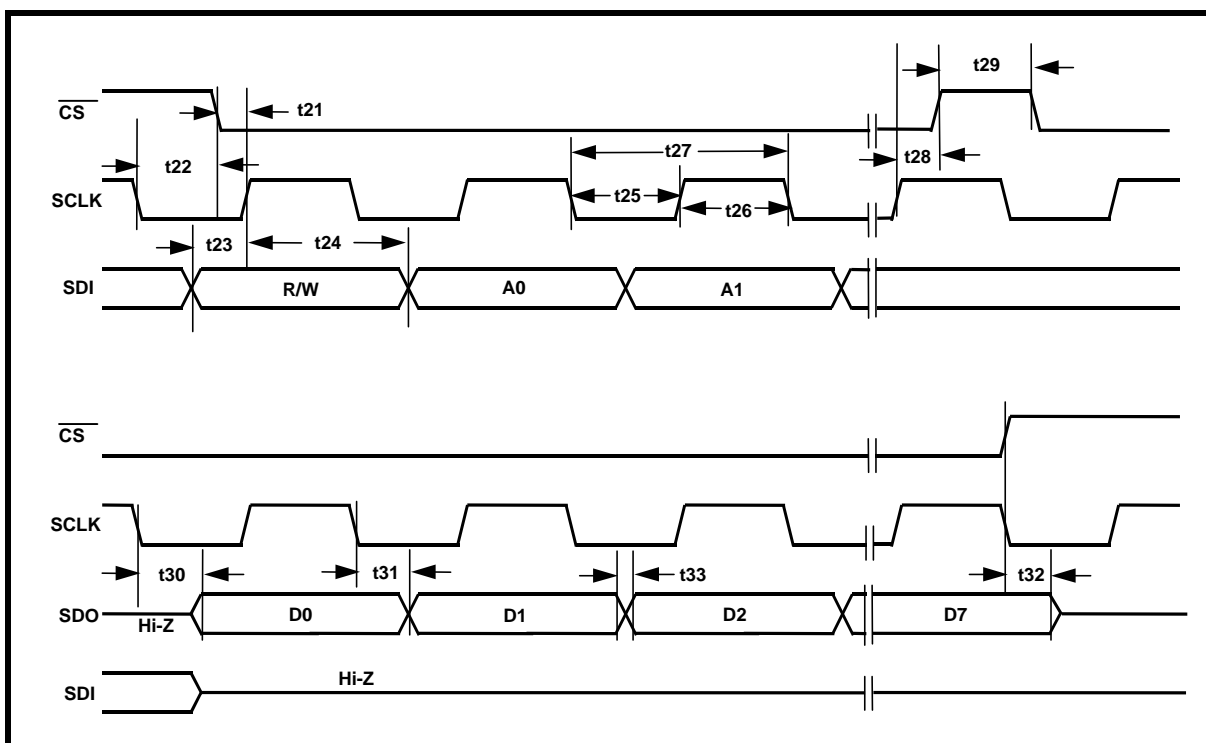 t29
CS
t21
t27
t22
t28
SCLK
t25
t26
t23
t24
SDI
R/W
A0
A1
CS
SCLK
t30
t31
t33
t32
SDO
Hi-Z
D0
D1
D2
D7
SDI
Hi-Z